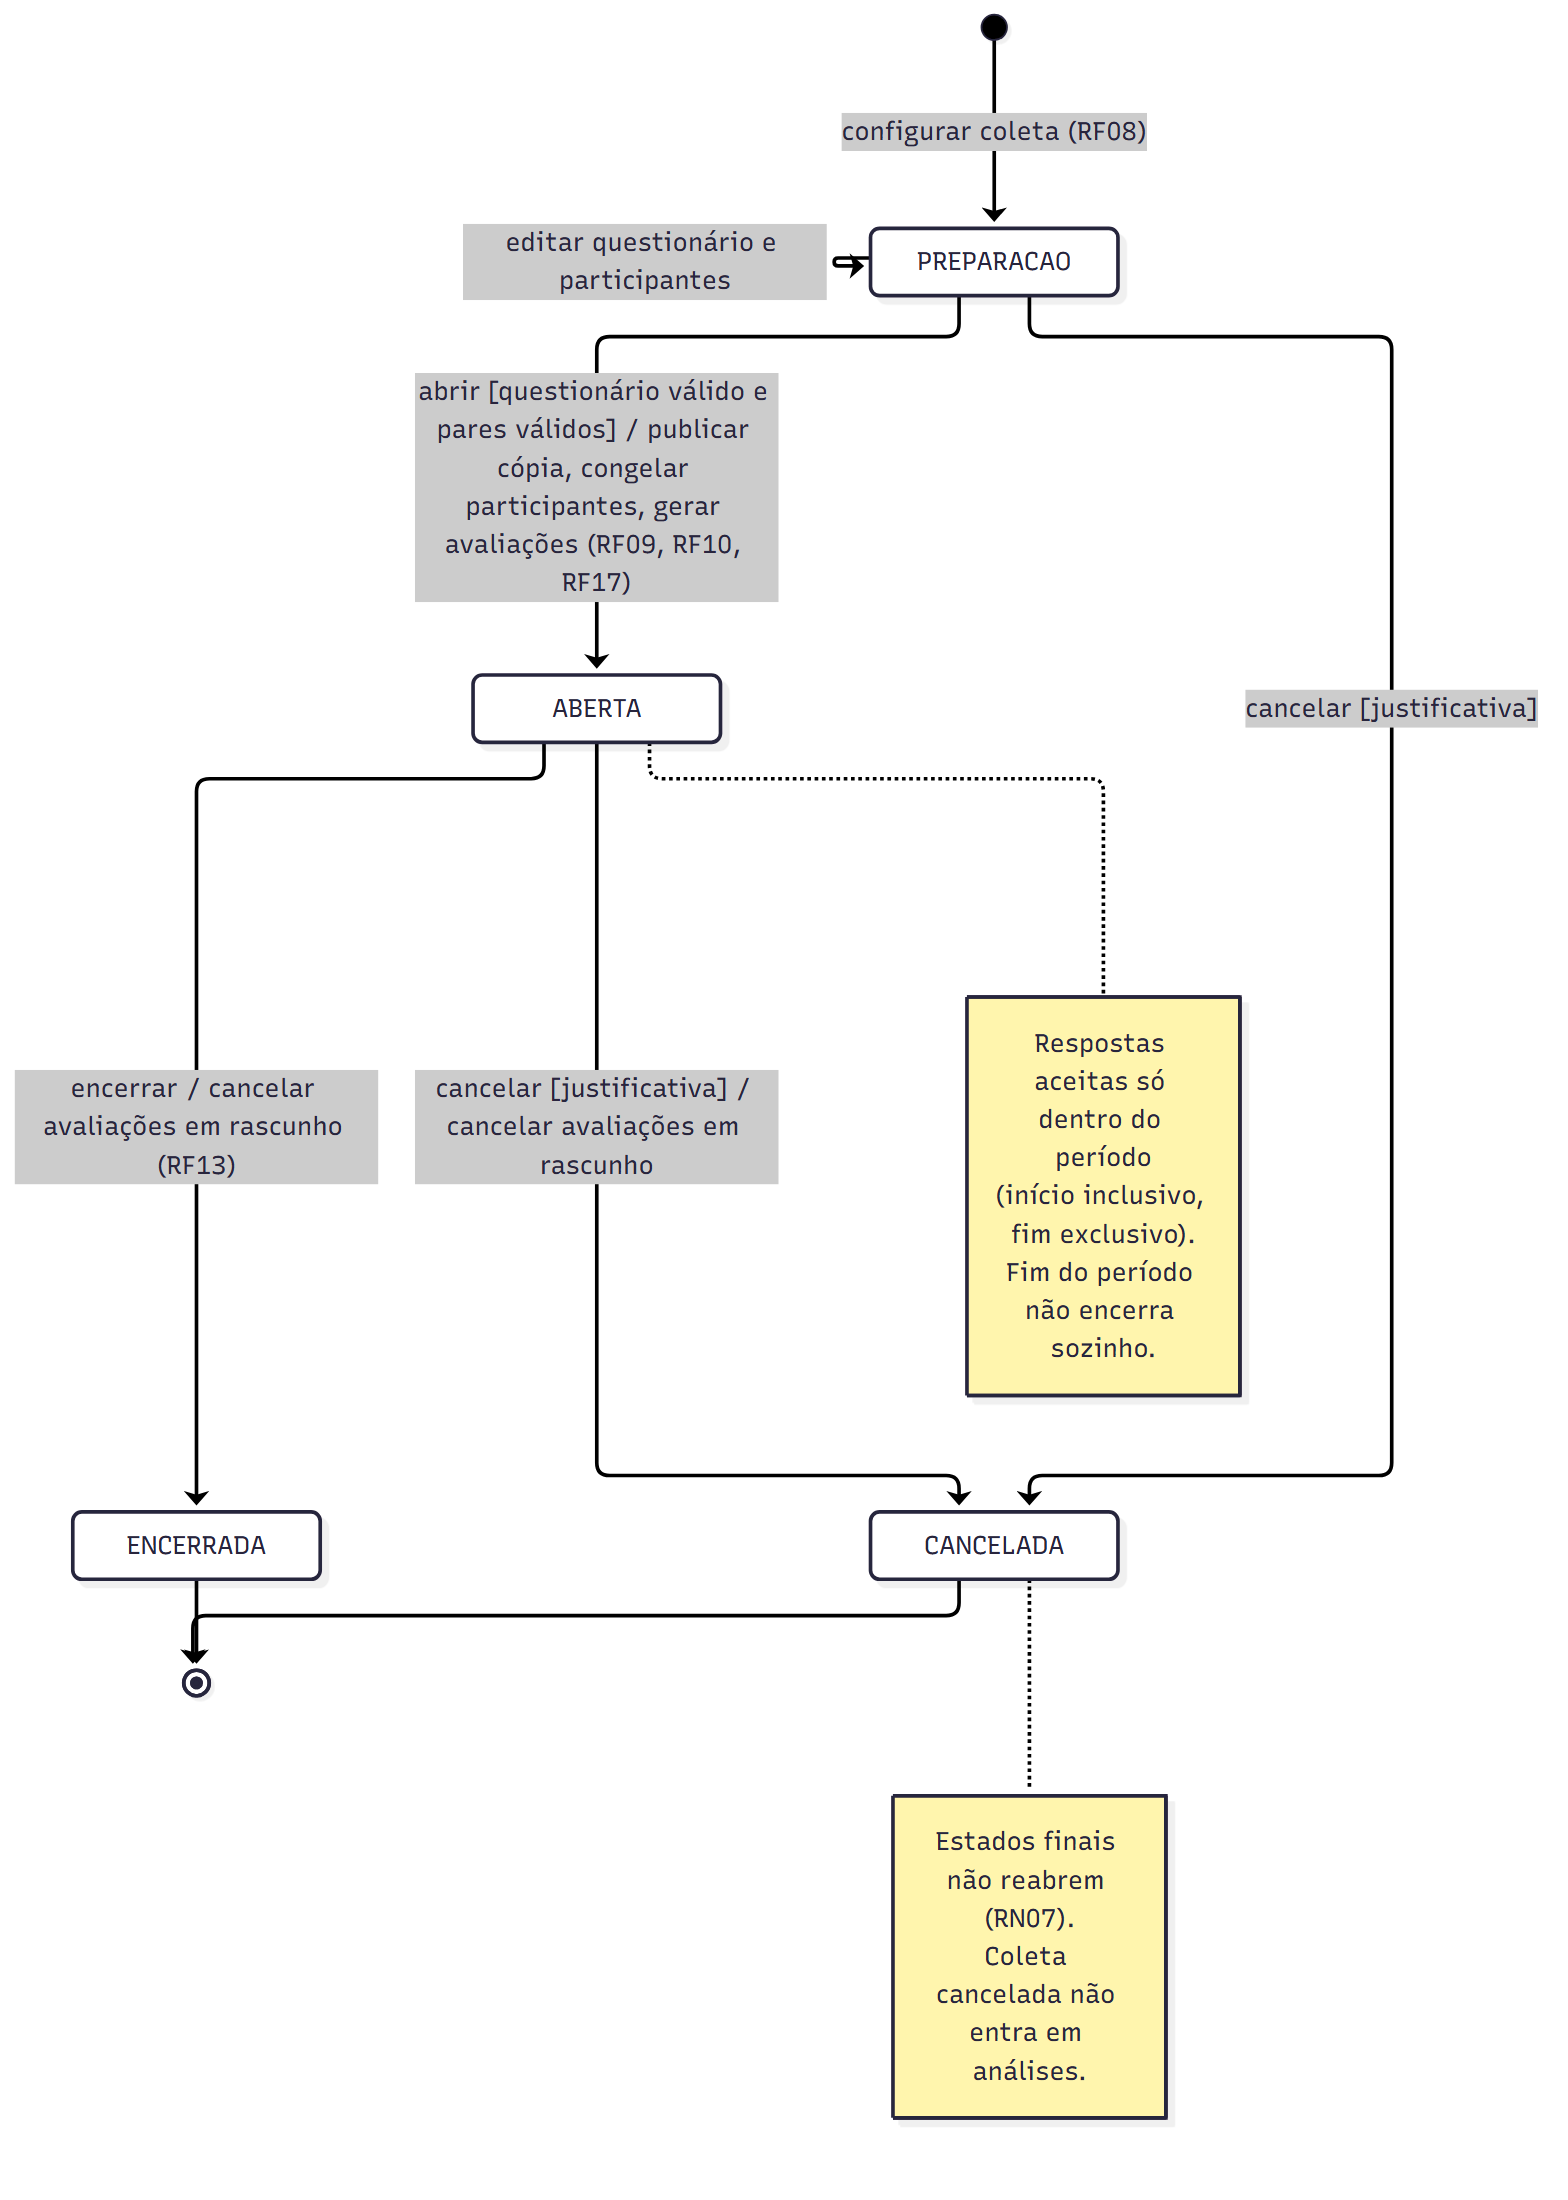 configurar coleta (RF08)
editar questionário e
participantes
PREPARACAO
abrir [questionário válido e
pares válidos] / publicar
cópia, congelar
participantes, gerar
avaliações (RF09, RF10,
RF17)
ABERTA
cancelar [justificativa]
encerrar / cancelar
avaliações em rascunho
(RF13)
cancelar [justificativa] /
cancelar avaliações em
rascunho
Respostas
aceitas só
dentro do
período
(início inclusivo,
fim exclusivo).
Fim do período
não encerra
sozinho.
ENCERRADA
CANCELADA
Estados finais
não reabrem
(RN07).
Coleta
cancelada não
entra em
análises.